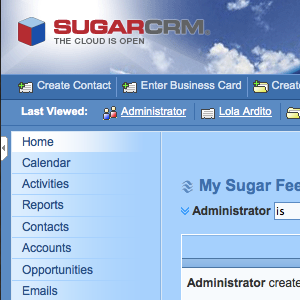 SUGARCRM.
THE CLOUD IS OPEN
Create Contact Enter Business Card Create
Last Viewed: Administrator Lola Ardito
Home
Calendar
Activities
Reports
Contacts
Accounts
Opportunities
Emails
My Sugar Fee
Administrator is
Administrator create